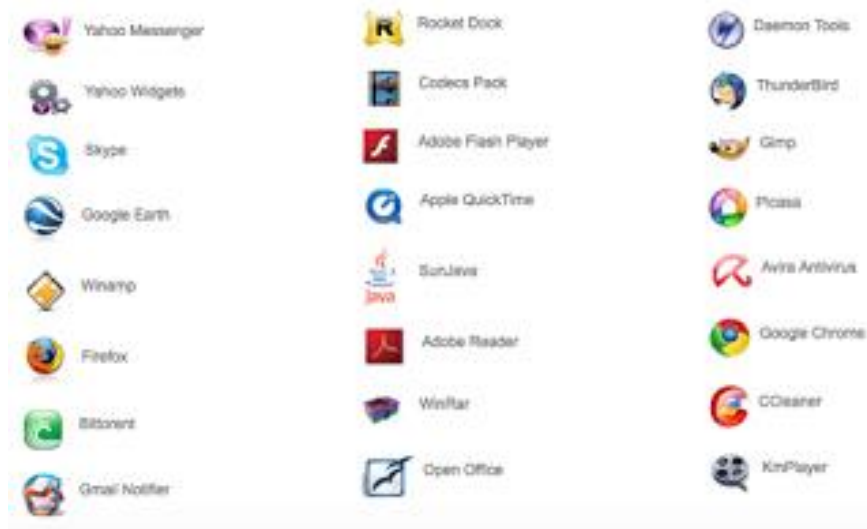 Yahoo Messenger
Yahoo Widgets
Skype
Google Earth
Winamp
Firefox
Bittorent
Gmail Notifier
R
Rocket Dock
Codecs Pack
Adobe Flash Player
Apple QuickTime
Java
SunJava
Adobe Reader
WinRar
Open Office
Daemon Tools
ThunderBird
Gimp
Picasa
Avira Antivirus
Google Chrome
CCleaner
KmPlayer